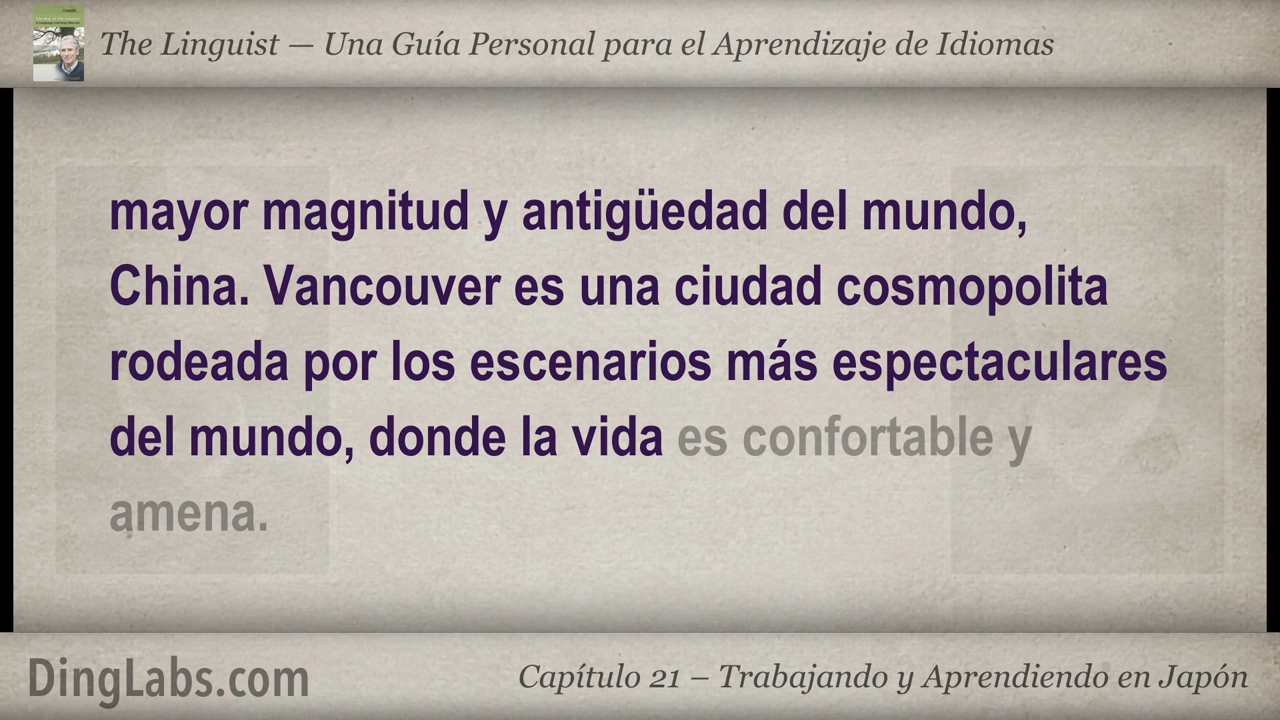 The Linguist — Una Guía Personal para el Aprendizaje de Idiomas
mayor magnitud y antigüedad del mundo,
China. Vancouver es una ciudad cosmopolita
rodeada por los escenarios más espectaculares
del mundo, donde la vida es confortable y
amena.
DingLabs.com
Capítulo 21 – Trabajando y Aprendiendo en Japón